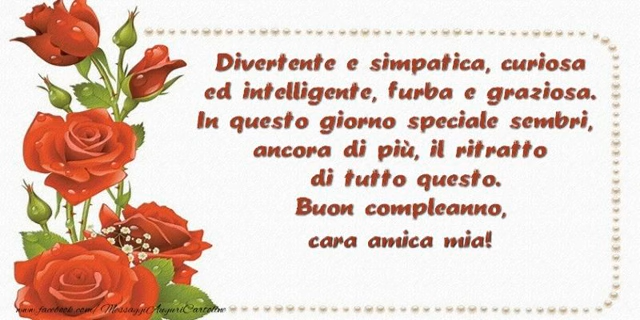 Divertente e simpatica, curiosa
ed intelligente, furba e graziosa.
In questo giorno speciale sembri,
ancora di più, il ritratto
di tutto questo.
Buon compleanno,
cara amica mia!
www.facebook.com/MessaggiAuguriCartoline